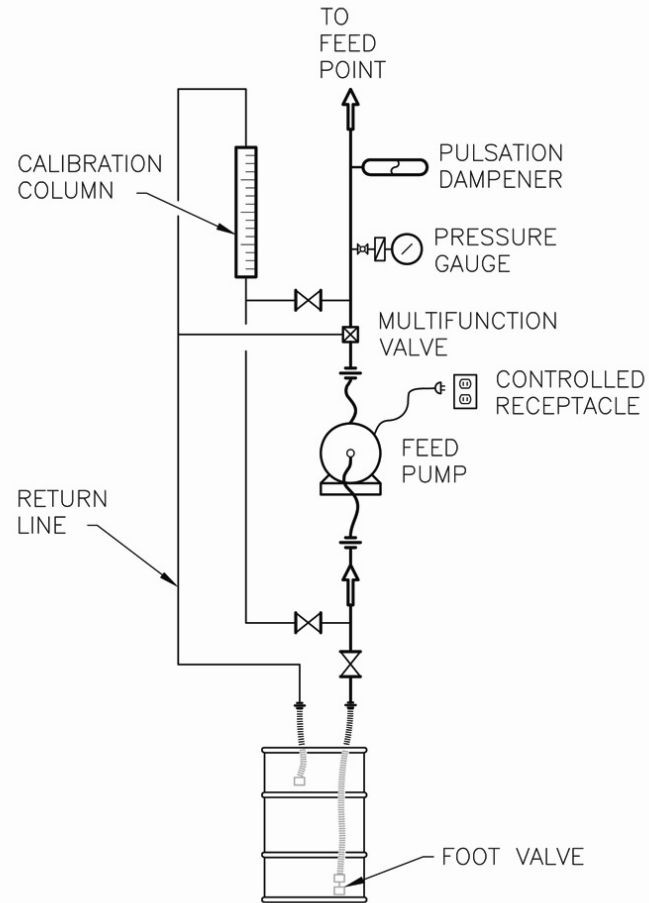 TO
FEED
POINT
CALIBRATION
COLUMN
PULSATION
DAMPENER
PRESSURE
GAUGE
MULTIFUNCTION
VALVE
CONTROLLED
RECEPTACLE
FEED
PUMP
RETURN
LINE
FOOT VALVE